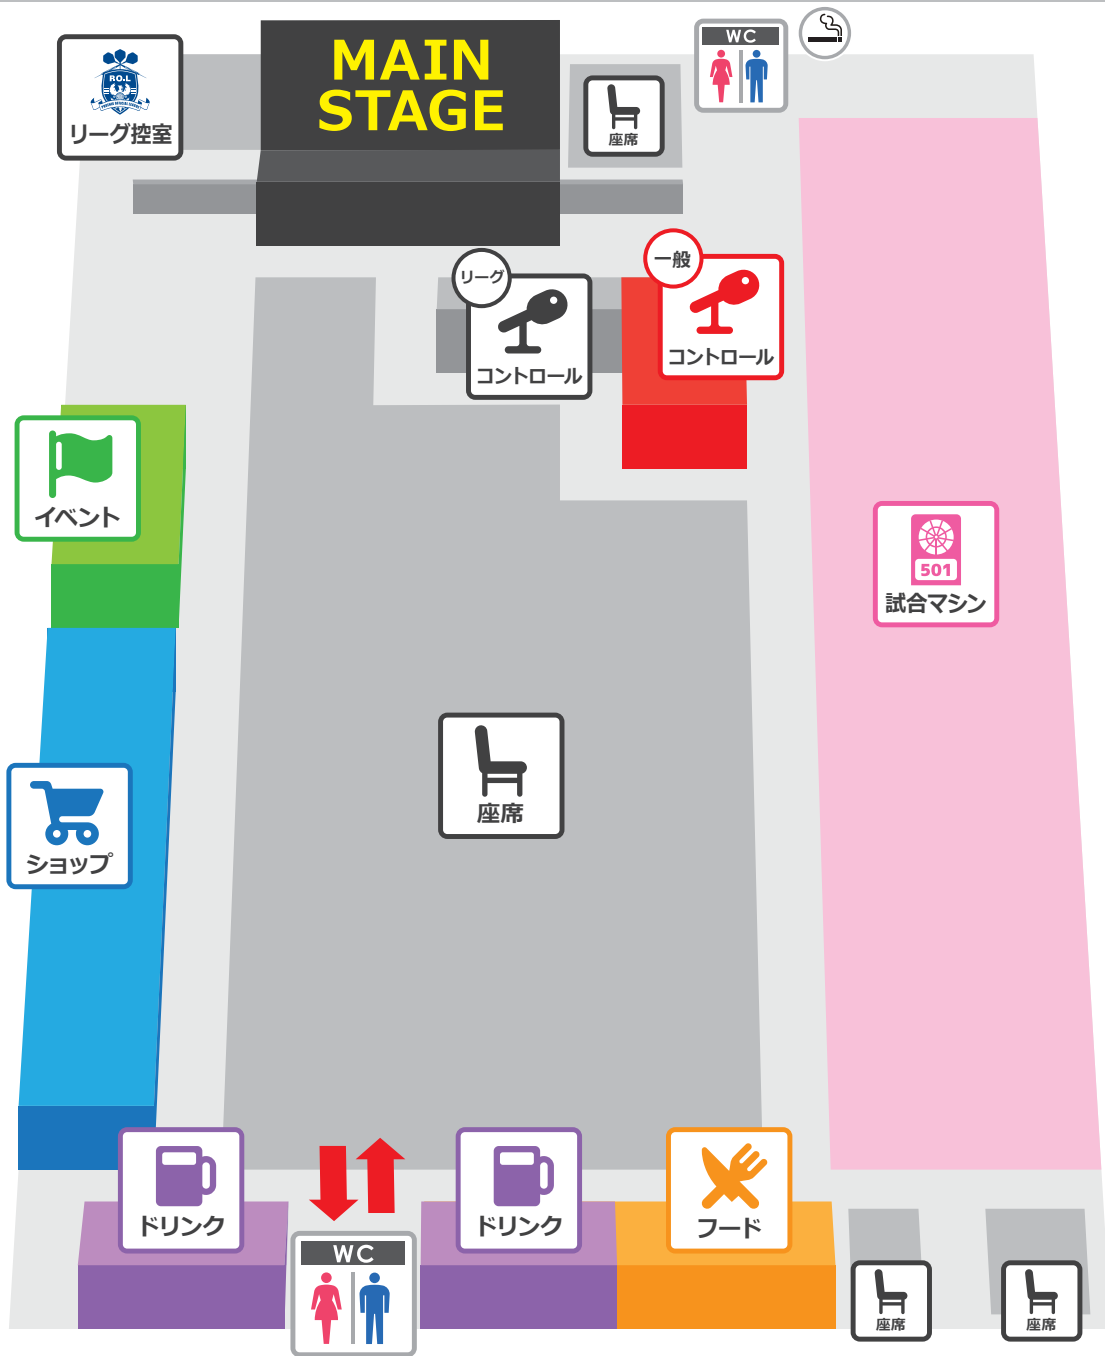 MAIN
STAGE
WC
RO.L
リーグ控室
座席
リーグ
コントロール
一般
コントロール
イベント
501
試合マシン
座席
ショップ
ドリンク
ドリンク
フード
WC
座席
座席